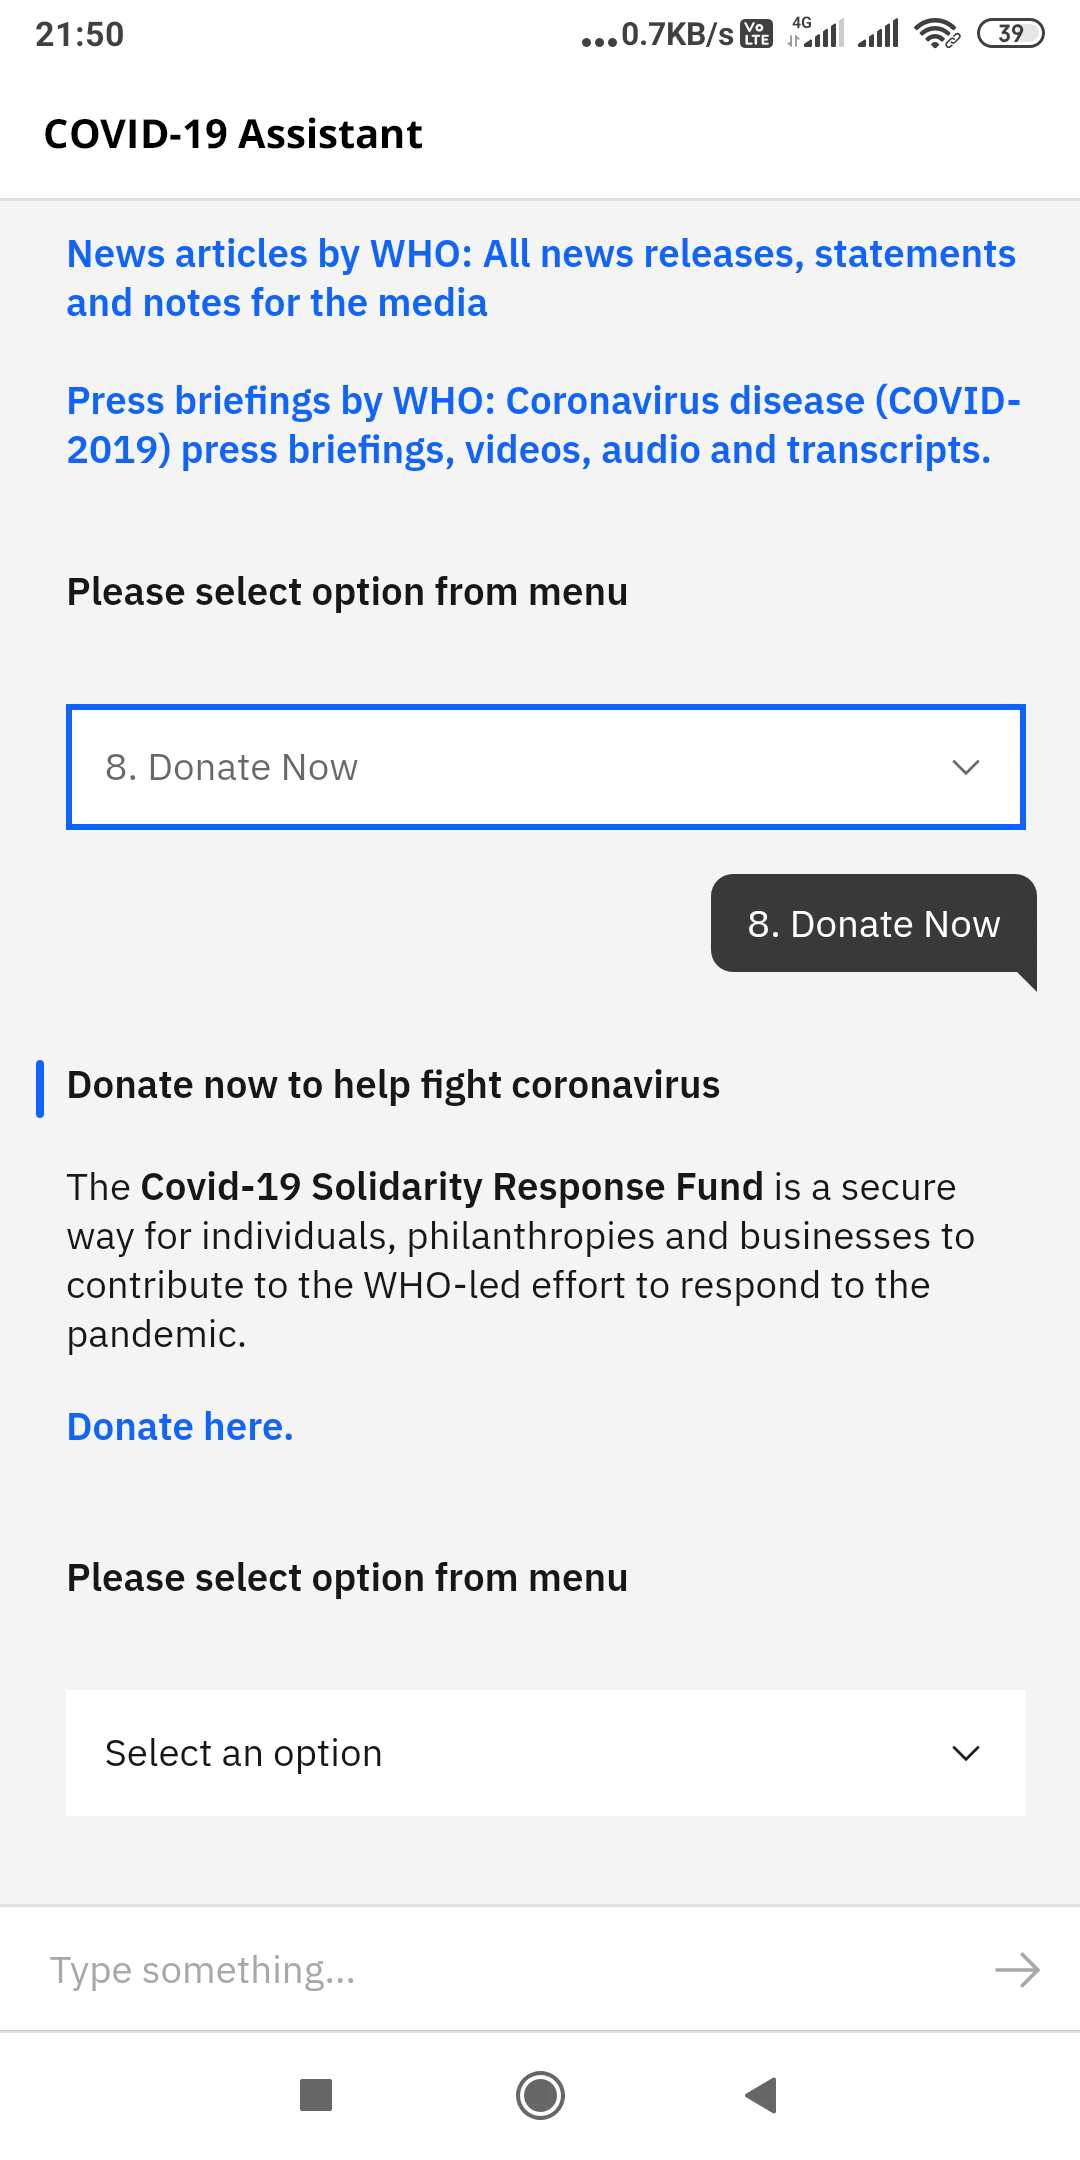 21:50
...0.7KB/s Vo LTE 4G 39
COVID-19 Assistant
News articles by WHO: All news releases, statements
and notes for the media
Press briefings by WHO: Coronavirus disease (COVID-
2019) press briefings, videos, audio and transcripts.
Please select option from menu
8. Donate Now
8. Donate Now
Donate now to help fight coronavirus
The Covid-19 Solidarity Response Fund is a secure
way for individuals, philanthropies and businesses to
contribute to the WHO-led effort to respond to the
pandemic.
Donate here.
Please select option from menu
Select an option
Type something...